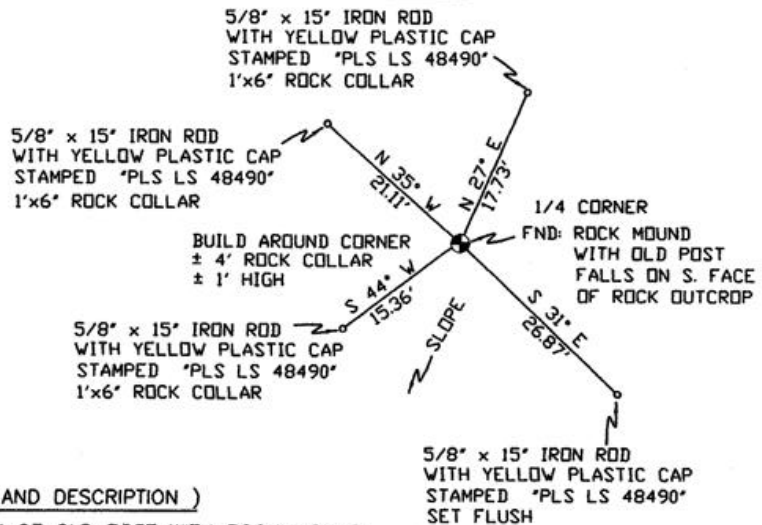 5/8" x 15" IRON ROD
WITH YELLOW PLASTIC CAP
STAMPED "PLS LS 48490"
1'x6" ROCK COLLAR
5/8" x 15" IRON ROD
WITH YELLOW PLASTIC CAP
STAMPED "PLS LS 48490"
1'x6" ROCK COLLAR
N 35° W
21.11'
N 27° E
17.73'
1/4 CORNER
FND: ROCK MOUND
WITH OLD POST
FALLS ON S. FACE
OF ROCK OUTCROP
BUILD AROUND CORNER
± 4' ROCK COLLAR
± 1' HIGH
S 44° W
15.36'
S 31° E
26.87'
SLOPE
5/8" x 15" IRON ROD
WITH YELLOW PLASTIC CAP
STAMPED "PLS LS 48490"
1'x6" ROCK COLLAR
5/8" x 15" IRON ROD
WITH YELLOW PLASTIC CAP
STAMPED "PLS LS 48490"
SET FLUSH
AND DESCRIPTION )